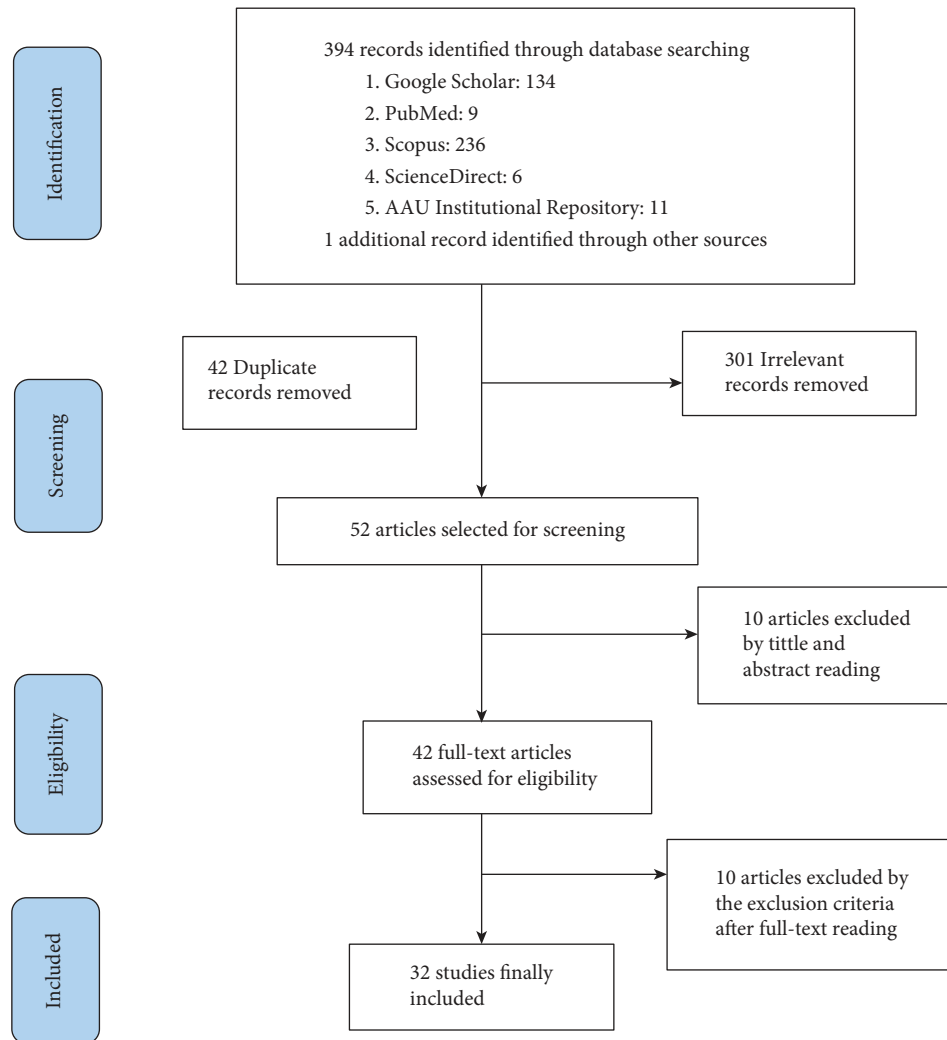 Identification
394 records identified through database searching
1. Google Scholar: 134
2. PubMed: 9
3. Scopus: 236
4. ScienceDirect: 6
5. AAU Institutional Repository: 11
1 additional record identified through other sources
Screening
42 Duplicate
records removed
301 Irrelevant
records removed
52 articles selected for screening
10 articles excluded
by tittle and
abstract reading
Eligibility
42 full-text articles
assessed for eligibility
10 articles excluded by
the exclusion criteria
after full-text reading
Included
32 studies finally
included